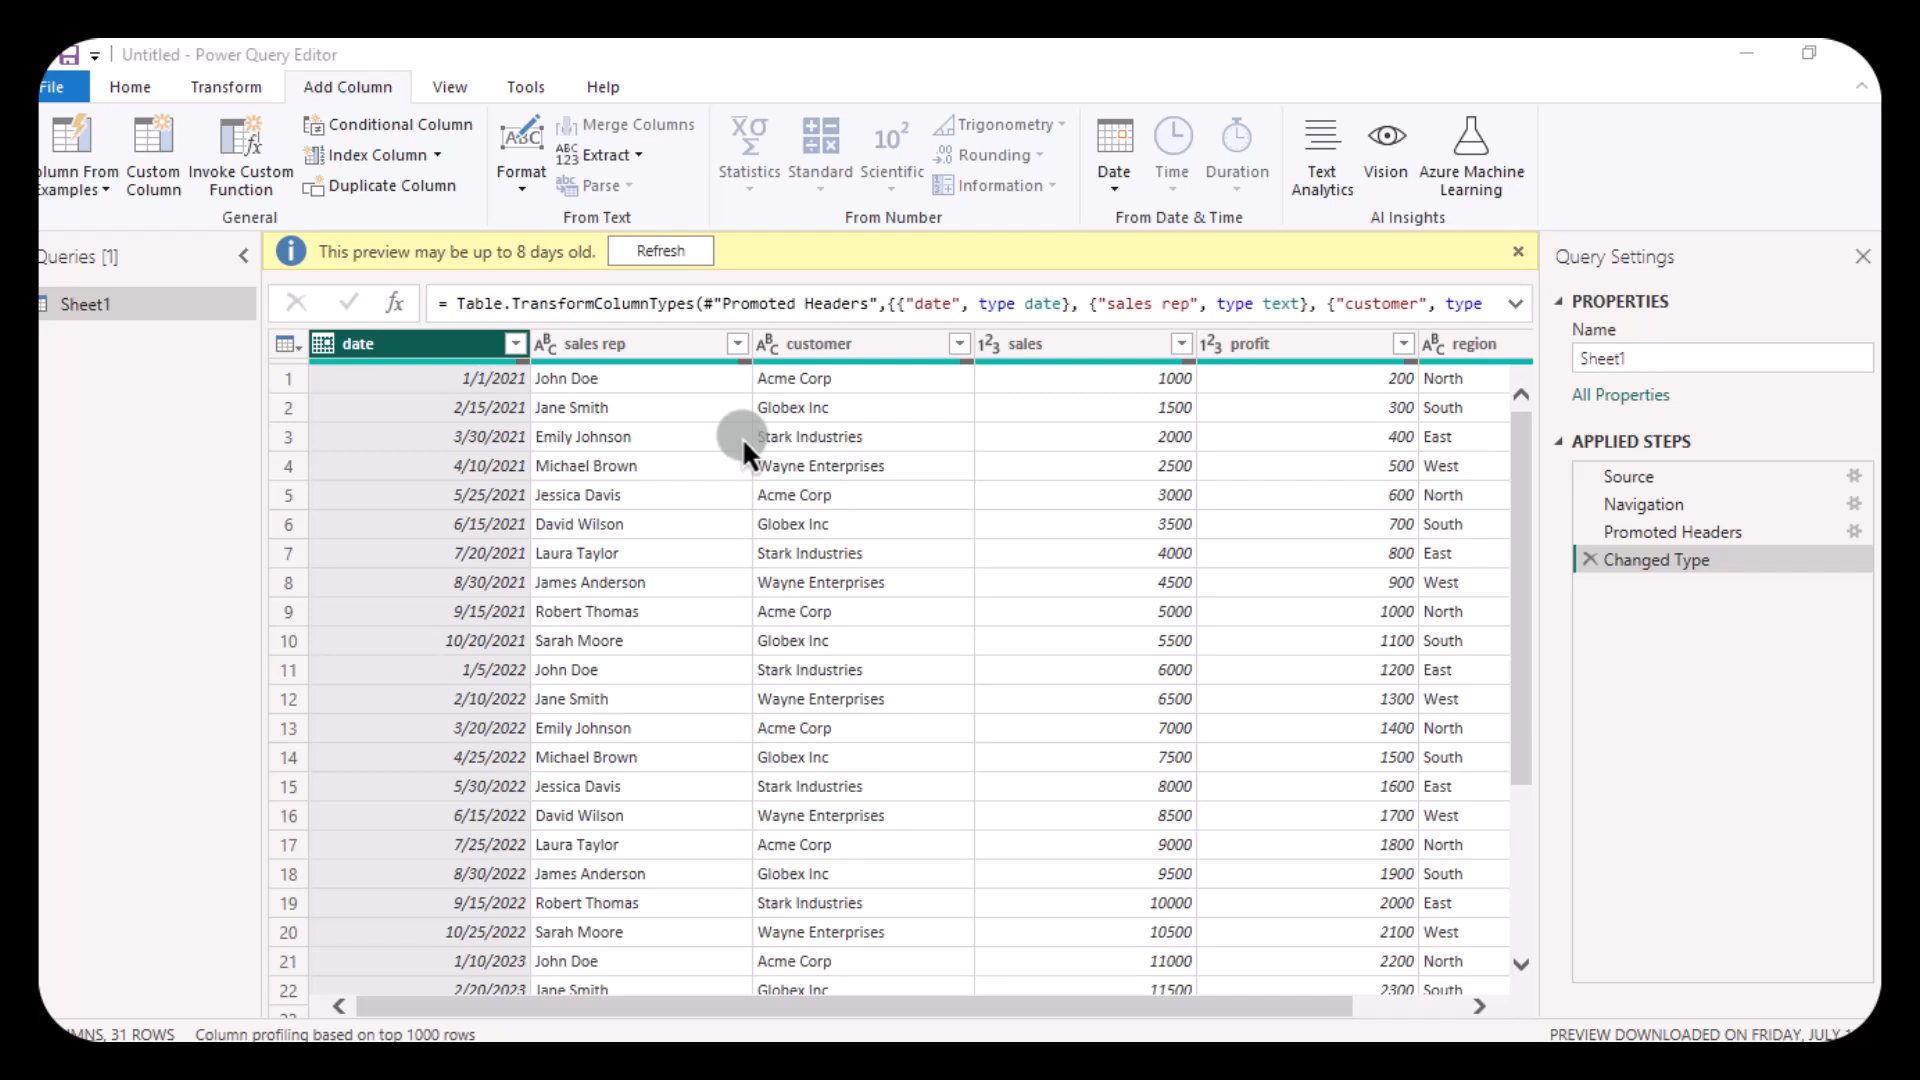 Untitled - Power Query Editor
File Home Transform Add Column View Tools Help
Conditional Column
Index Column
Duplicate Column
Custom Column
Invoke Custom Function
General
Format
Merge Columns
Extract
Parse
From Text
Statistics Standard Scientific
Trigonometry
Rounding
Information
From Number
Date Time Duration
From Date & Time
Text Analytics
Vision
Azure Machine Learning
AI Insights
Queries [1]
Sheet1
This preview may be up to 8 days old. Refresh
= Table.TransformColumnTypes(#"Promoted Headers",{{"date", type date}, {"sales rep", type text}, {"customer", type
date sales rep customer sales profit region
1 1/1/2021 John Doe Acme Corp 1000 200 North
2 2/15/2021 Jane Smith Globex Inc 1500 300 South
3 3/30/2021 Emily Johnson Stark Industries 2000 400 East
4 4/10/2021 Michael Brown Wayne Enterprises 2500 500 West
5 5/25/2021 Jessica Davis Acme Corp 3000 600 North
6 6/15/2021 David Wilson Globex Inc 3500 700 South
7 7/20/2021 Laura Taylor Stark Industries 4000 800 East
8 8/30/2021 James Anderson Wayne Enterprises 4500 900 West
9 9/15/2021 Robert Thomas Acme Corp 5000 1000 North
10 10/20/2021 Sarah Moore Globex Inc 5500 1100 South
11 1/5/2022 John Doe Stark Industries 6000 1200 East
12 2/10/2022 Jane Smith Wayne Enterprises 6500 1300 West
13 3/20/2022 Emily Johnson Acme Corp 7000 1400 North
14 4/25/2022 Michael Brown Globex Inc 7500 1500 South
15 5/30/2022 Jessica Davis Stark Industries 8000 1600 East
16 6/15/2022 David Wilson Wayne Enterprises 8500 1700 West
17 7/25/2022 Laura Taylor Acme Corp 9000 1800 North
18 8/30/2022 James Anderson Globex Inc 9500 1900 South
19 9/15/2022 Robert Thomas Stark Industries 10000 2000 East
20 10/25/2022 Sarah Moore Wayne Enterprises 10500 2100 West
21 1/10/2023 John Doe Acme Corp 11000 2200 North
22 2/20/2023 Jane Smith Globex Inc 11500 2300 South
Query Settings
PROPERTIES
Name
Sheet1
All Properties
APPLIED STEPS
Source
Navigation
Promoted Headers
Changed Type
31 ROWS Column profiling based on top 1000 rows
PREVIEW DOWNLOADED ON FRIDAY, JULY